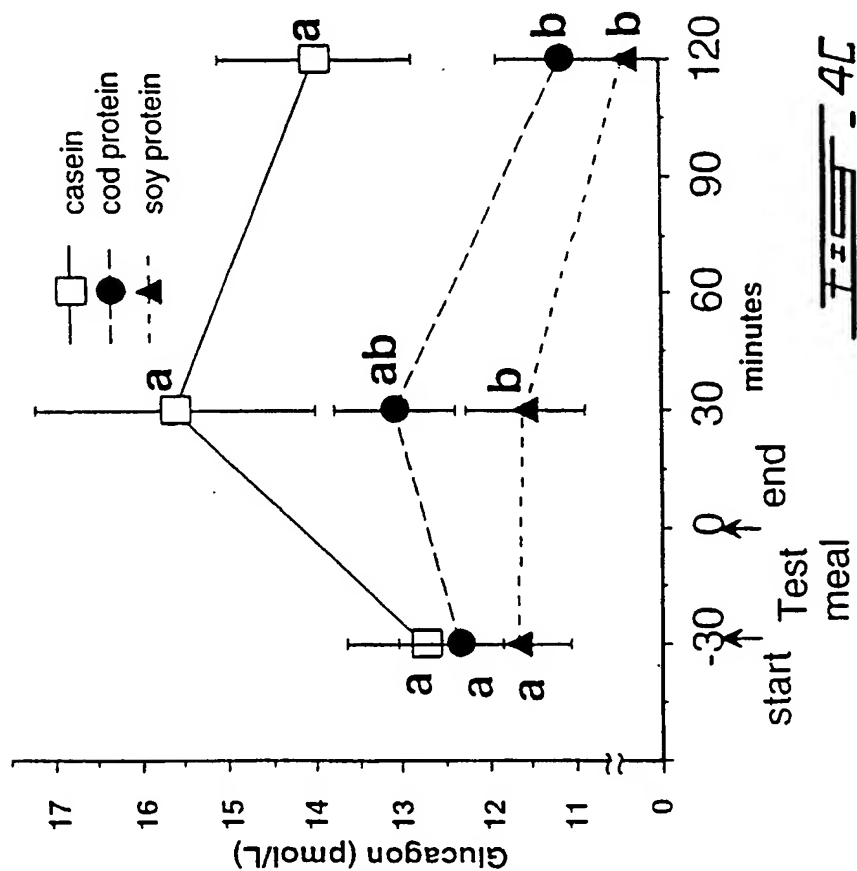 casein
cod protein
soy protein
Glucagon (pmol/L)
17
16
15
14
13
12
11
0
a
a
a
a
ab
b
a
b
b
-30
0
30
60
90
120
minutes
start
end
Test
meal
FIG - 4C